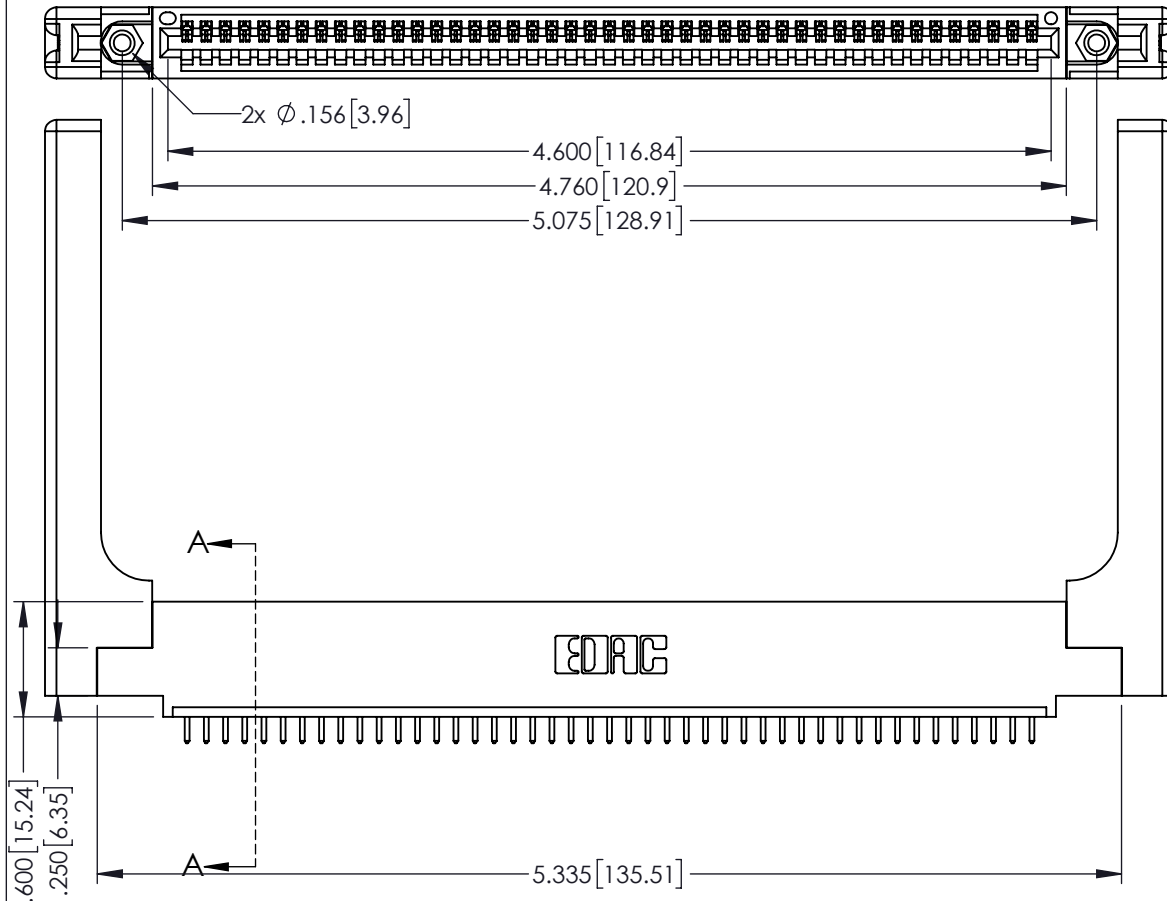 2x Ø .156[3.96]
4.600[116.84]
4.760[120.9]
5.075[128.91]
A
EDAC
.600[15.24]
.250[6.35]
A
5.335[135.51]